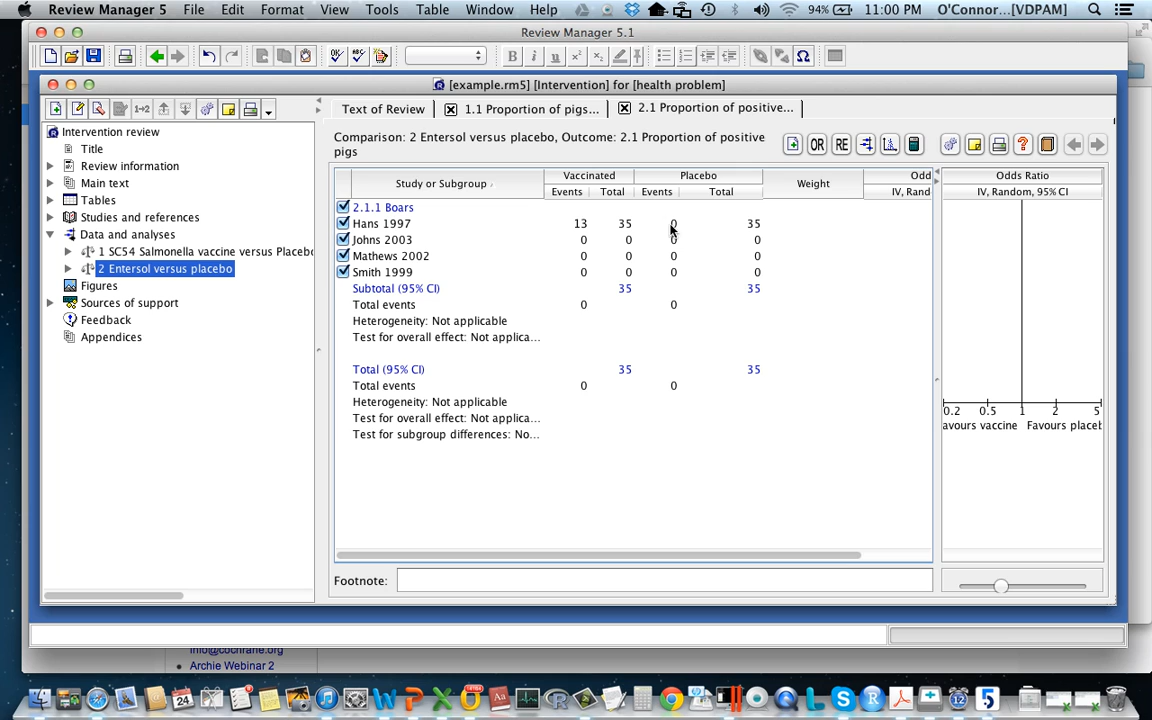 Review Manager 5 File Edit Format View Tools Table Window Help 94% 11:00 PM O'Connor...[VDPAM]
Review Manager 5.1
[example.rm5] [Intervention] for [health problem]
Text of Review 1.1 Proportion of pigs... 2.1 Proportion of positive...
Intervention review
Title
Review information
Main text
Tables
Studies and references
Data and analyses
1 SC54 Salmonella vaccine versus Placebo
2 Entersol versus placebo
Figures
Sources of support
Feedback
Appendices
Comparison: 2 Entersol versus placebo, Outcome: 2.1 Proportion of positive
pigs
OR RE
Study or Subgroup Vaccinated Placebo Weight Odd Odds Ratio
Events Total Events Total IV, Rand IV, Random, 95% CI
2.1.1 Boars
Hans 1997 13 35 0 35
Johns 2003 0 0 0 0
Mathews 2002 0 0 0 0
Smith 1999 0 0 0 0
Subtotal (95% CI) 35 35
Total events 0 0
Heterogeneity: Not applicable
Test for overall effect: Not applica...
Total (95% CI) 35 35
Total events 0 0
Heterogeneity: Not applicable
Test for overall effect: Not applica...
Test for subgroup differences: No...
0.2 0.5 1 2 5
avours vaccine Favours placeb
Footnote:
info@cochrane.org
Archie Webinar 2